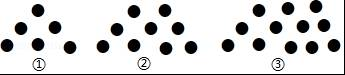 ① ② ③